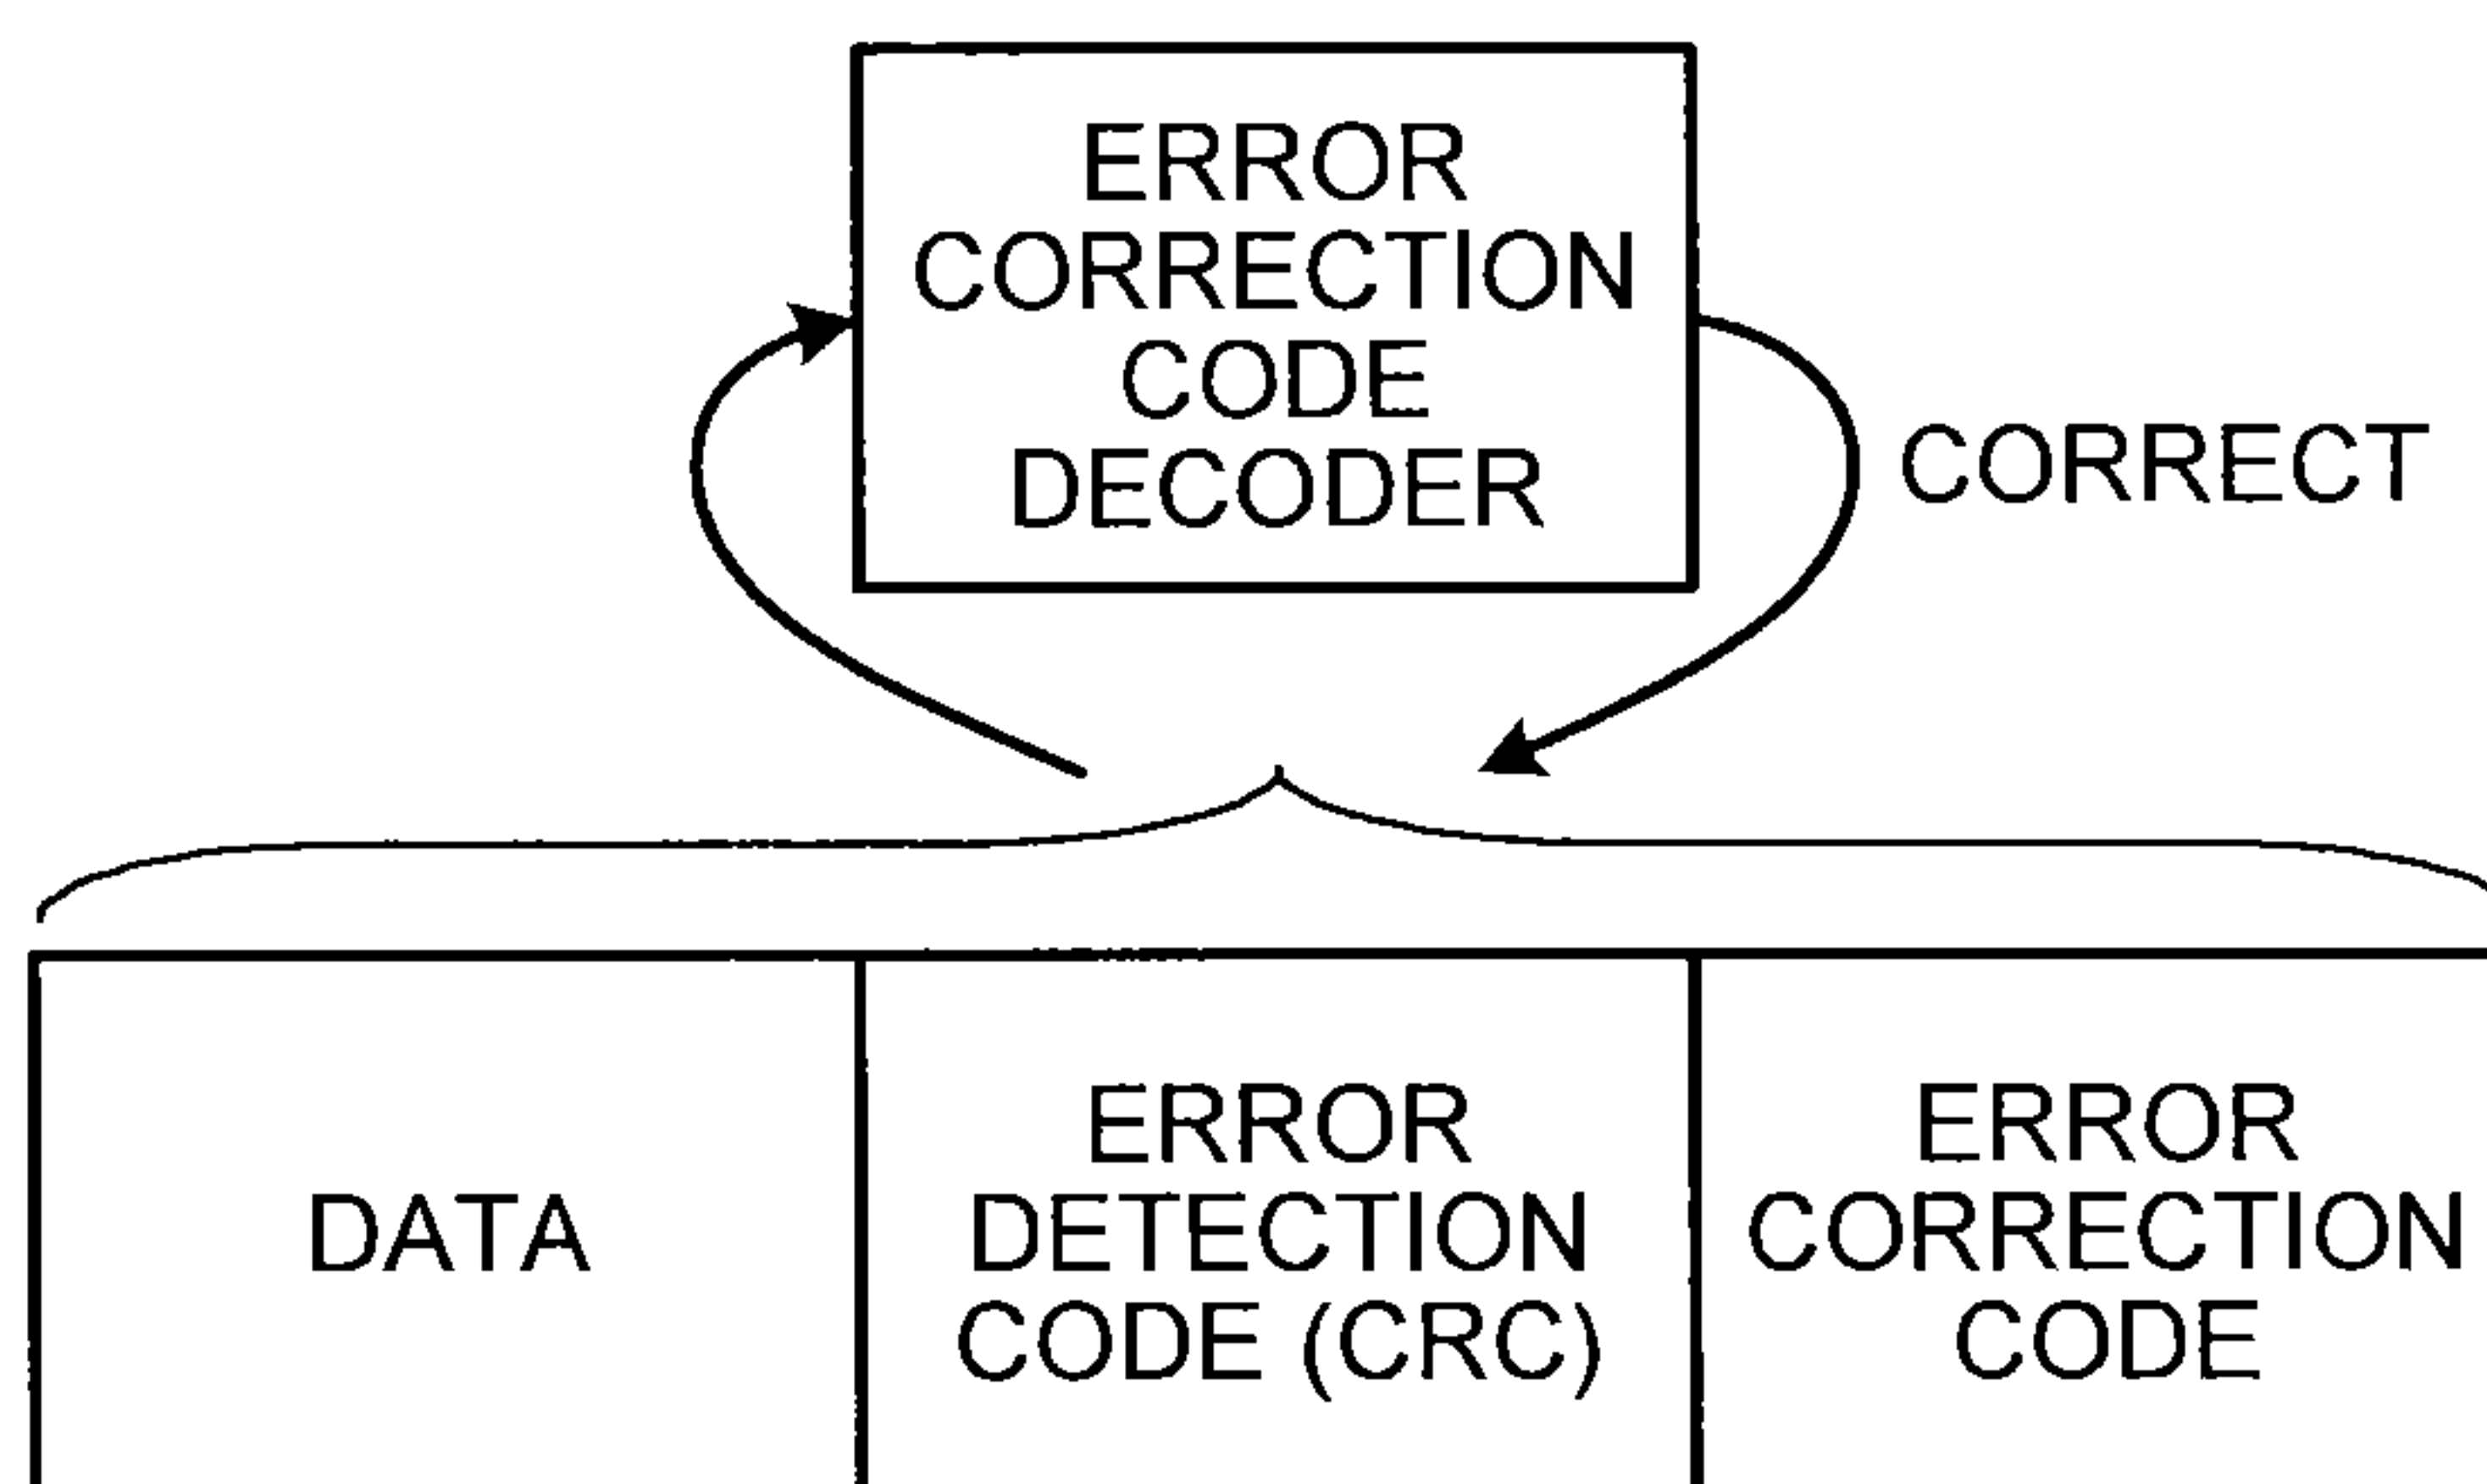 ERROR
CORRECTION
CODE
DECODER
CORRECT
DATA
ERROR
DETECTION
CODE (CRC)
ERROR
CORRECTION
CODE